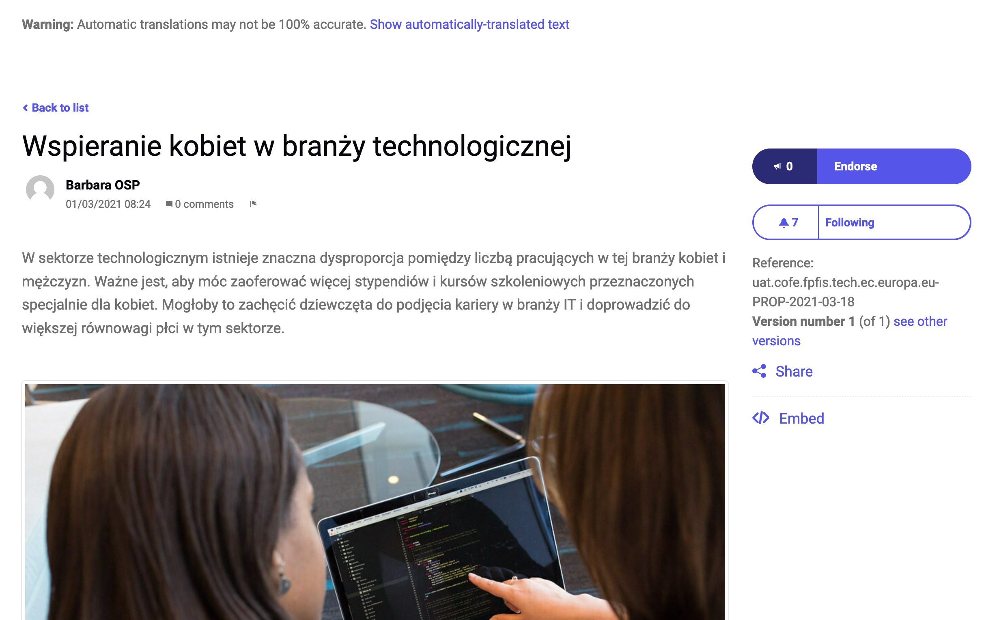 Warning: Automatic translations may not be 100% accurate. Show automatically-translated text
Back to list
Wspieranie kobiet w branży technologicznej
Barbara OSP
01/03/2021 08:24 0 comments
W sektorze technologicznym istnieje znaczna dysproporcja pomiędzy liczbą pracujących w tej branży kobiet i
mężczyzn. Ważne jest, aby móc zaoferować więcej stypendiów i kursów szkoleniowych przeznaczonych
specjalnie dla kobiet. Mogłoby to zachęcić dziewczęta do podjęcia kariery w branży IT i doprowadzić do
większej równowagi płci w tym sektorze.
0 Endorse
7 Following
Reference:
uat.cofe.fpfis.tech.ec.europa.eu-
PROP-2021-03-18
Version number 1 (of 1) see other
versions
Share
Embed